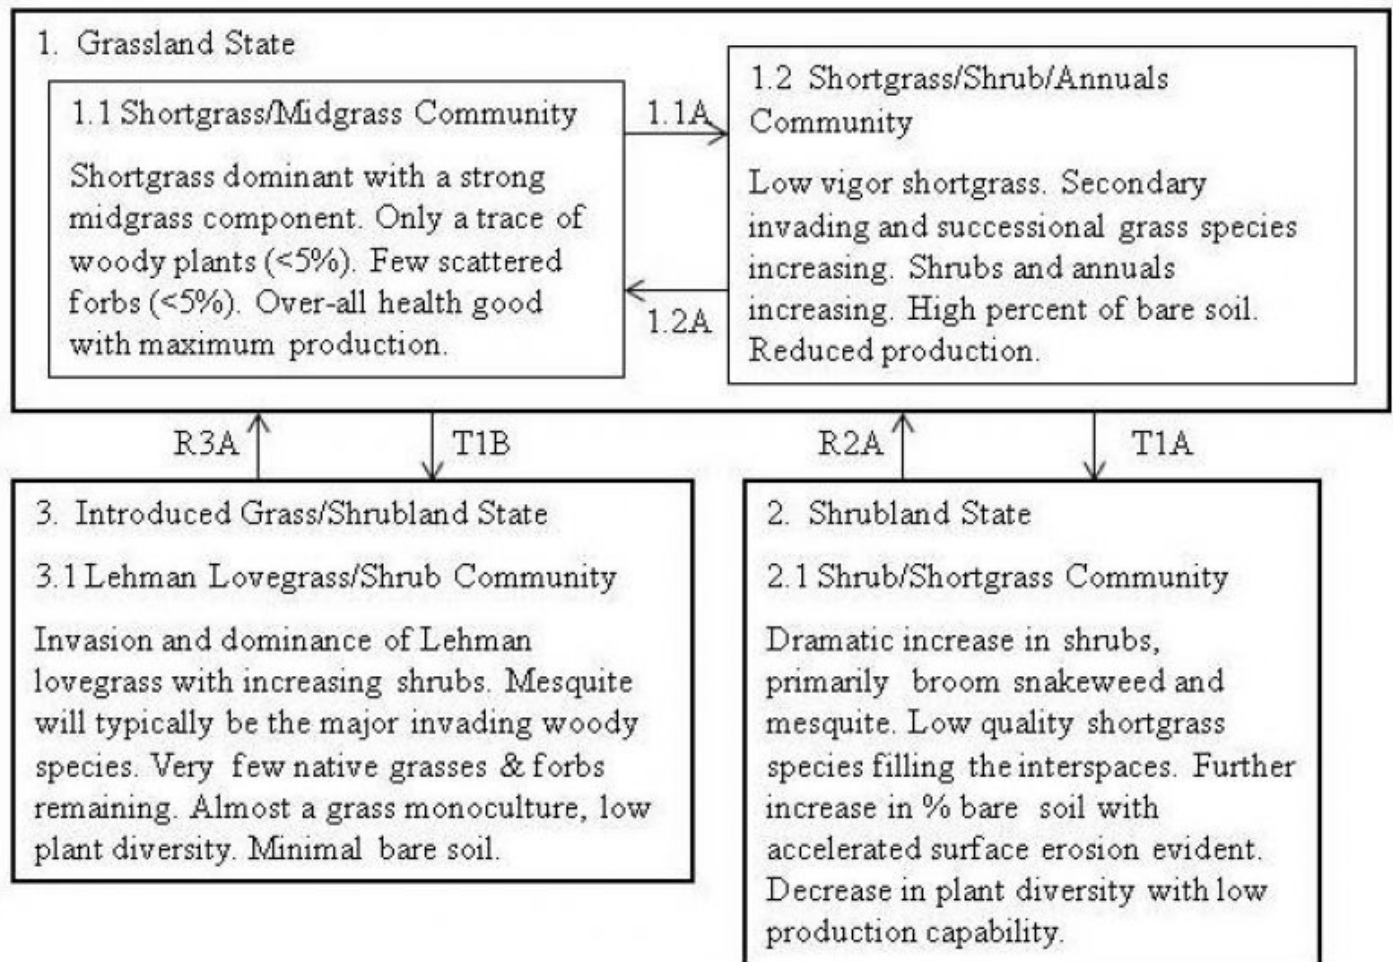 1. Grassland State
1.1 Shortgrass/Midgrass Community
Shortgrass dominant with a strong
midgrass component. Only a trace of
woody plants (<5%). Few scattered
forbs (<5%). Over-all health good
with maximum production.
1.1A
1.2A
1.2 Shortgrass/Shrub/Annuals
Community
Low vigor shortgrass. Secondary
invading and successional grass species
increasing. Shrubs and annuals
increasing. High percent of bare soil.
Reduced production.
R3A
T1B
R2A
T1A
3. Introduced Grass/Shrubland State
3.1 Lehman Lovegrass/Shrub Community
Invasion and dominance of Lehman
lovegrass with increasing shrubs. Mesquite
will typically be the major invading woody
species. Very few native grasses & forbs
remaining. Almost a grass monoculture, low
plant diversity. Minimal bare soil.
2. Shrubland State
2.1 Shrub/Shortgrass Community
Dramatic increase in shrubs,
primarily broom snakeweed and
mesquite. Low quality shortgrass
species filling the interspaces. Further
increase in % bare soil with
accelerated surface erosion evident.
Decrease in plant diversity with low
production capability.